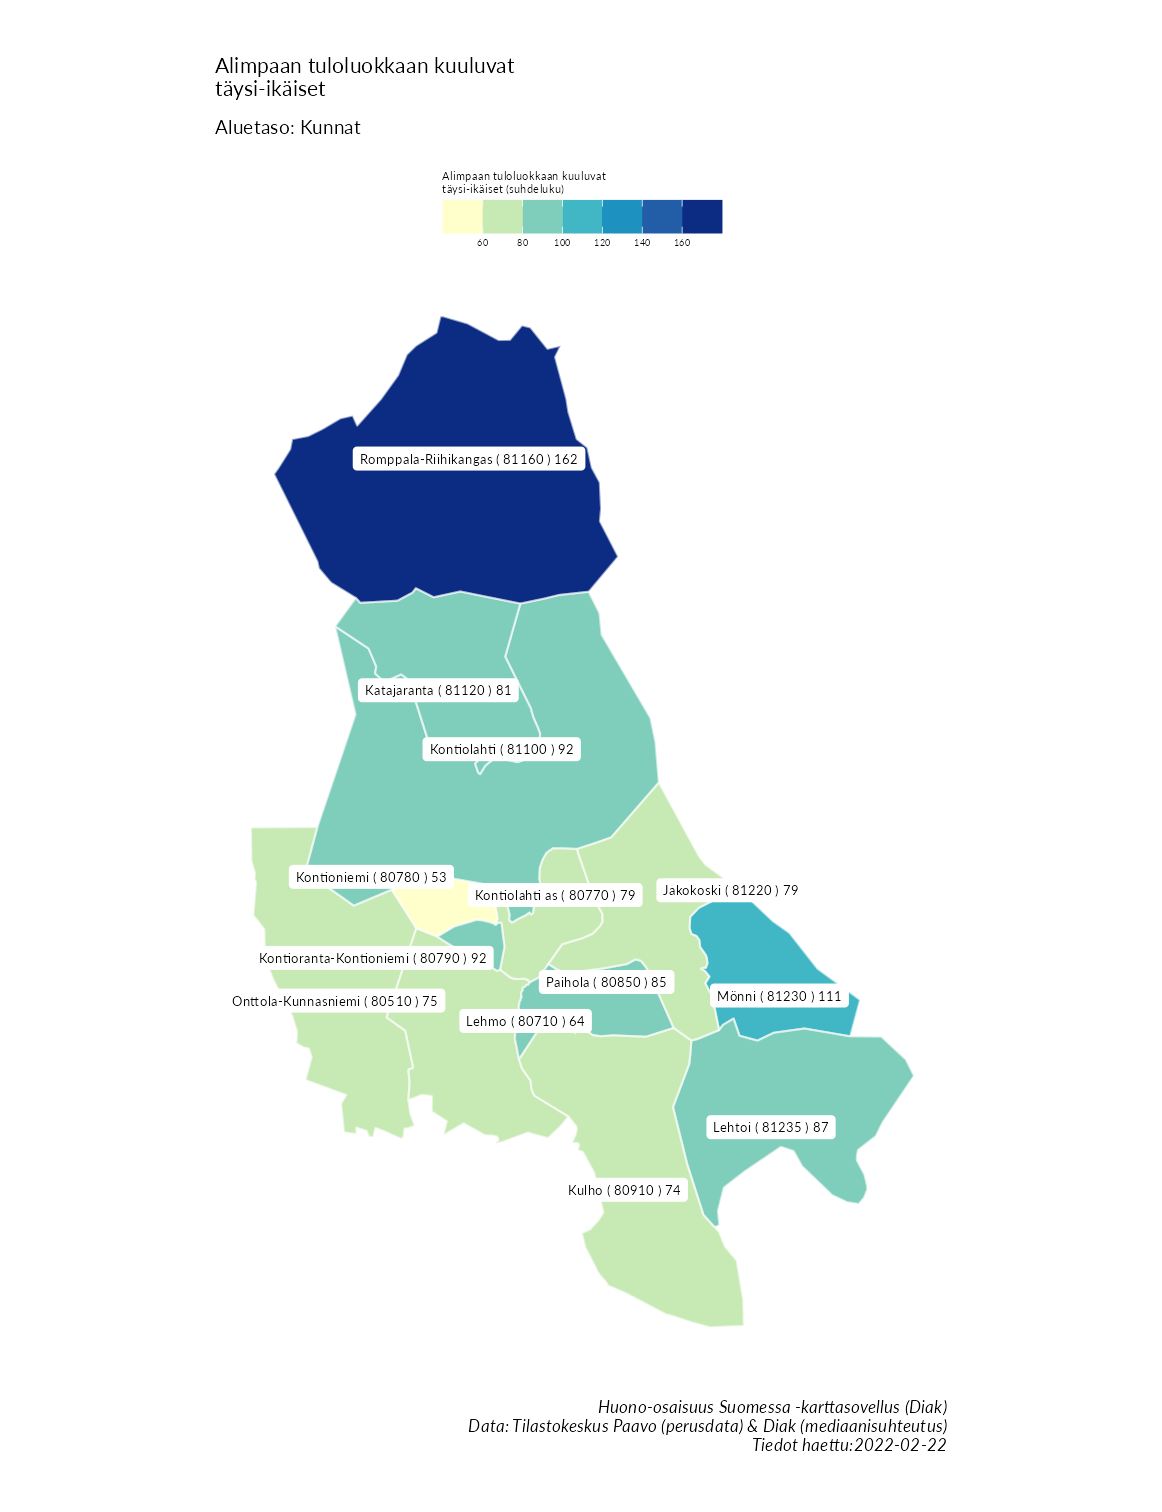 Alimpaan tuloluokkaan kuuluvat
täysi-ikäiset
Aluetaso: Kunnat
Alimpaan tuloluokkaan kuuluvat
täysi-ikäiset (suhdeluku)
60 80 100 120 140 160
Romppala-Riihikangas ( 81160 ) 162
Katajaranta ( 81120 ) 81
Kontiolahti ( 81100 ) 92
Kontioniemi ( 80780 ) 53
Kontiolahti as ( 80770 ) 79
Jakokoski ( 81220 ) 79
Kontioranta-Kontioniemi ( 80790 ) 92
Paihola ( 80850 ) 85
Mönni ( 81230 ) 111
Onttola-Kunnasniemi ( 80510 ) 75
Lehmo ( 80710 ) 64
Lehtoi ( 81235 ) 87
Kulho ( 80910 ) 74
Huono-osaisuus Suomessa -karttasovellus (Diak)
Data: Tilastokeskus Paavo (perusdata) & Diak (mediaanisuhteutus)
Tiedot haettu:2022-02-22